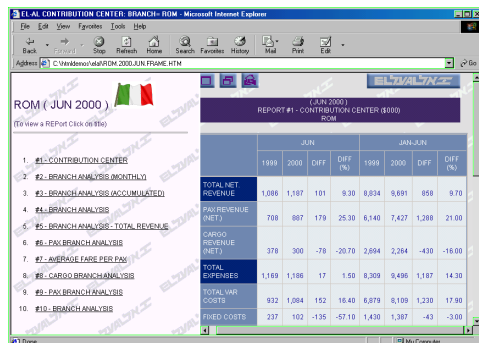 EL-AL CONTRIBUTION CENTER: BRANCH= ROM - Microsoft Internet Explorer
File Edit View Favorites Tools Help
Back Forward Stop Refresh Home Search Favorites History Mail Print Edit
Address C:\htmldemos\elal\ROM.2000JUN.FRAME.HTM Go
ROM ( JUN 2000 )
(To view a REPort Click on title)
1. #1 - CONTRIBUTION CENTER
2. #2 - BRANCH ANALYSIS (MONTHLY)
3. #3 - BRANCH ANALYSIS (ACCUMULATED)
4. #4 - BRANCH ANALYSIS
5. #5 - BRANCH ANALYSIS - TOTAL REVENUE
6. #6 - PAX BRANCH ANALYSIS
7. #7 - AVERAGE FARE PER PAX
8. #8 - CARGO BRANCH ANALYSIS
9. #9 - PAX BRANCH ANALYSIS
10. #10 - BRANCH ANALYSIS
( JUN 2000 )
REPORT #1 - CONTRIBUTION CENTER ($000)
ROM
JUN JAN-JUN
1999 2000 DIFF DIFF (%) 1999 2000 DIFF DIFF (%)
TOTAL NET. REVENUE 1,086 1,187 101 9.30 8,834 9,691 858 9.70
PAX REVENUE (NET.) 708 887 179 25.30 6,140 7,427 1,288 21.00
CARGO REVENUE (NET.) 378 300 -78 -20.70 2,694 2,264 -430 -16.00
TOTAL EXPENSES 1,169 1,186 17 1.50 8,309 9,496 1,187 14.30
TOTAL VAR COSTS 932 1,084 152 16.40 6,879 8,109 1,230 17.90
FIXED COSTS 237 102 -135 -57.10 1,430 1,387 -43 -3.00
Done My Computer